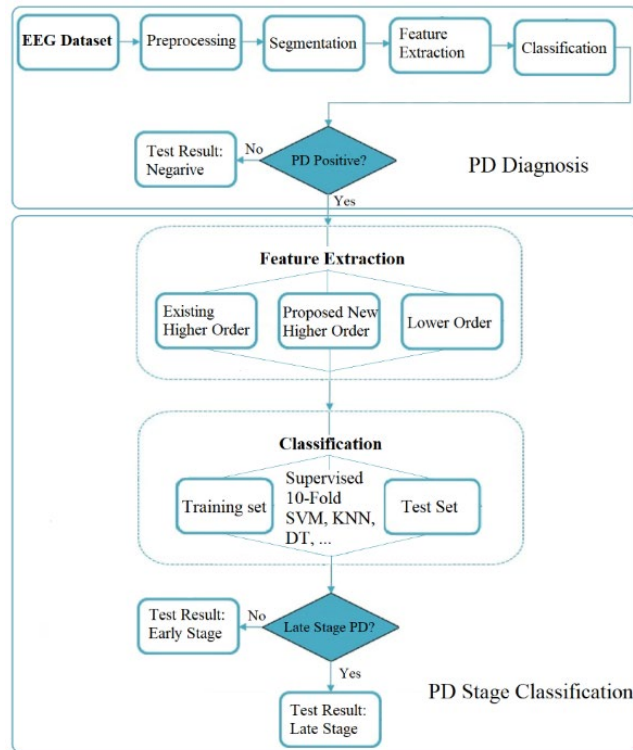 EEG Dataset
Preprocessing
Segmentation
Feature
Extraction
Classification
Test Result:
Negarive
No
PD Positive?
PD Diagnosis
Yes
Feature Extraction
Existing
Higher Order
Proposed New
Higher Order
Lower Order
Classification
Training set
Supervised
10-Fold
SVM, KNN,
DT, ...
Test Set
Test Result:
Early Stage
No
Late Stage PD?
Yes
PD Stage Classification
Test Result:
Late Stage